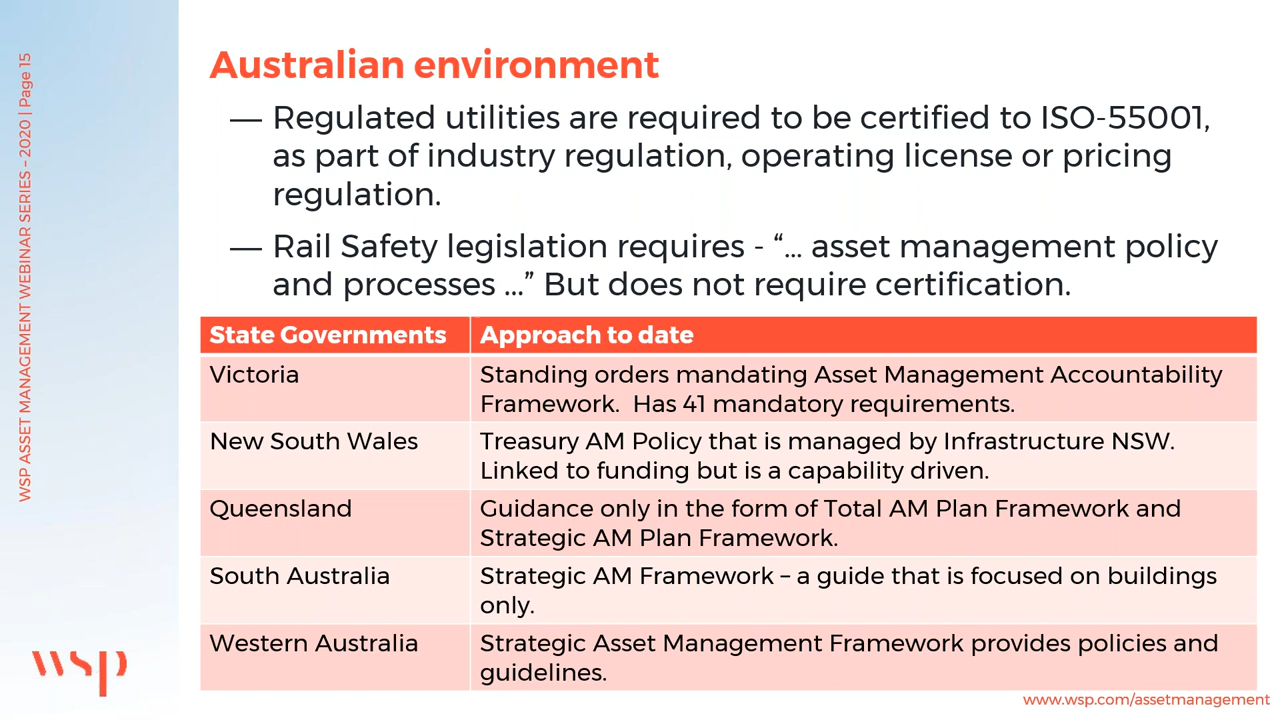 WSP ASSET MANAGEMENT WEBINAR SERIES – 2020 | Page 15
Australian environment
— Regulated utilities are required to be certified to ISO-55001,
as part of industry regulation, operating license or pricing
regulation.
— Rail Safety legislation requires - “... asset management policy
and processes ...” But does not require certification.
State Governments
Approach to date
Victoria
Standing orders mandating Asset Management Accountability
Framework.  Has 41 mandatory requirements.
New South Wales
Treasury AM Policy that is managed by Infrastructure NSW.
Linked to funding but is a capability driven.
Queensland
Guidance only in the form of Total AM Plan Framework and
Strategic AM Plan Framework.
South Australia
Strategic AM Framework – a guide that is focused on buildings
only.
Western Australia
Strategic Asset Management Framework provides policies and
guidelines.
wsp
www.wsp.com/assetmanagement